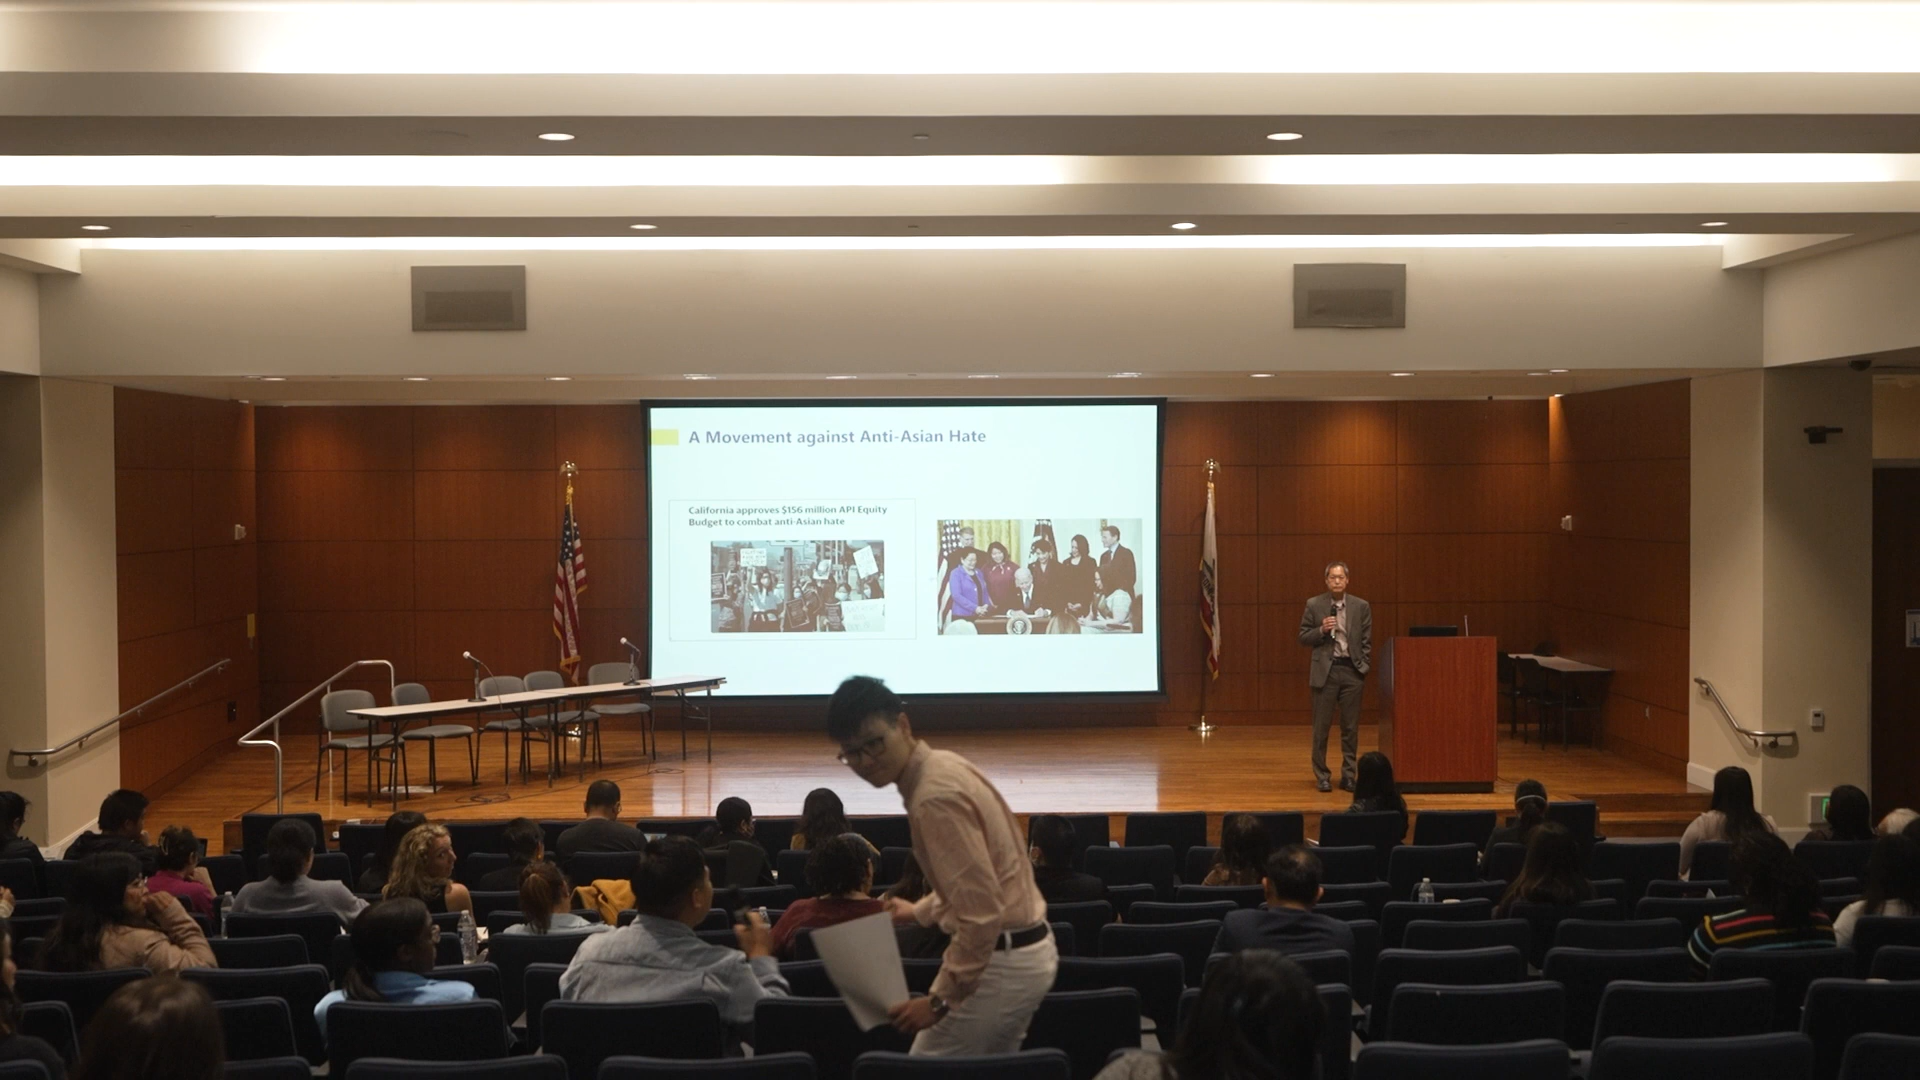 A Movement against Anti-Asian Hate
California approves $156 million API Equity
Budget to combat anti-Asian hate